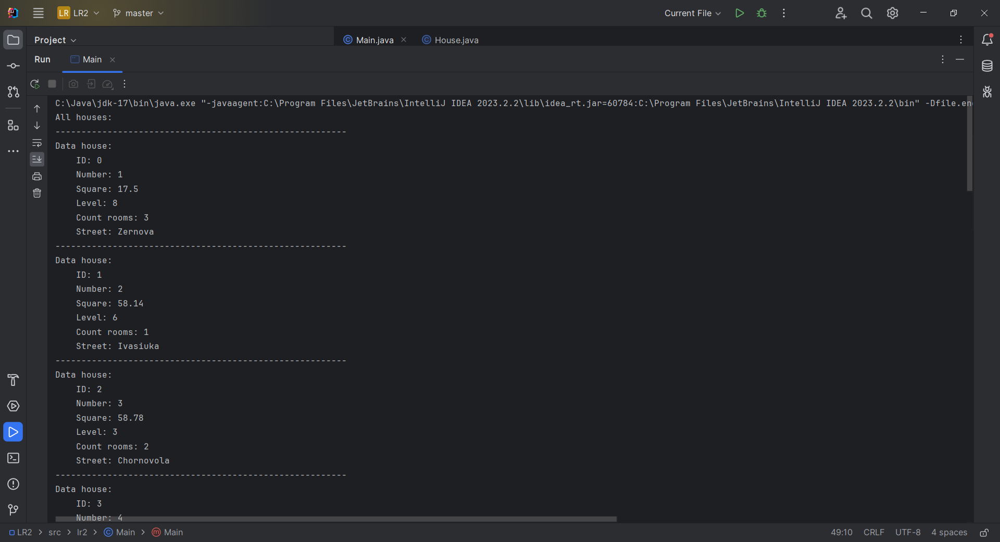 LR LR2 master Current File
Project Main.java House.java
Run Main
C:\Java\jdk-17\bin\java.exe "-javaagent:C:\Program Files\JetBrains\IntelliJ IDEA 2023.2.2\lib\idea_rt.jar=60784:C:\Program Files\JetBrains\IntelliJ IDEA 2023.2.2\bin" -Dfile.en
All houses:
--------------------------------------------------------
Data house:
    ID: 0
    Number: 1
    Square: 17.5
    Level: 8
    Count rooms: 3
    Street: Zernova
--------------------------------------------------------
Data house:
    ID: 1
    Number: 2
    Square: 58.14
    Level: 6
    Count rooms: 1
    Street: Ivasiuka
--------------------------------------------------------
Data house:
    ID: 2
    Number: 3
    Square: 58.78
    Level: 3
    Count rooms: 2
    Street: Chornovola
--------------------------------------------------------
Data house:
    ID: 3
    Number: 4
LR2 > src > lr2 > Main > Main 49:10 CRLF UTF-8 4 spaces